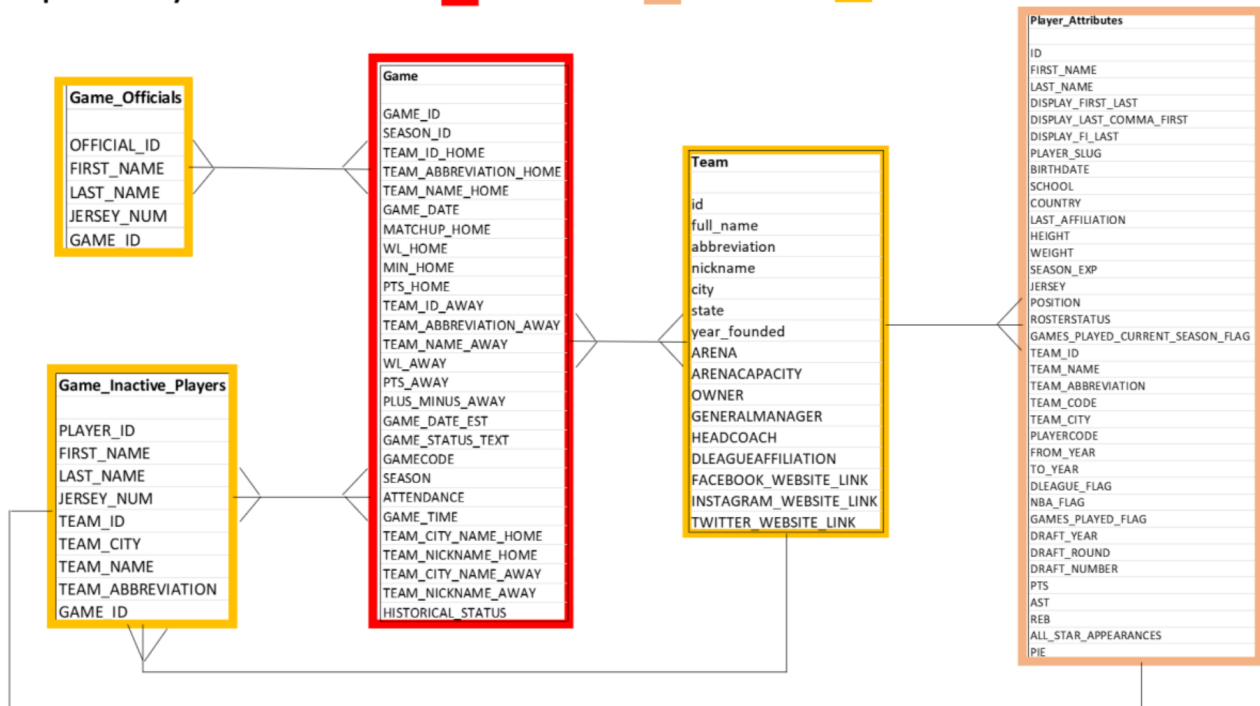 Game_Officials
OFFICIAL_ID
FIRST_NAME
LAST_NAME
JERSEY_NUM
GAME_ID
Game_Inactive_Players
PLAYER_ID
FIRST_NAME
LAST_NAME
JERSEY_NUM
TEAM_ID
TEAM_CITY
TEAM_NAME
TEAM_ABBREVIATION
GAME_ID
Game
GAME_ID
SEASON_ID
TEAM_ID_HOME
TEAM_ABBREVIATION_HOME
TEAM_NAME_HOME
GAME_DATE
MATCHUP_HOME
WL_HOME
MIN_HOME
PTS_HOME
TEAM_ID_AWAY
TEAM_ABBREVIATION_AWAY
TEAM_NAME_AWAY
WL_AWAY
PTS_AWAY
PLUS_MINUS_AWAY
GAME_DATE_EST
GAME_STATUS_TEXT
GAMECODE
SEASON
ATTENDANCE
GAME_TIME
TEAM_CITY_NAME_HOME
TEAM_NICKNAME_HOME
TEAM_CITY_NAME_AWAY
TEAM_NICKNAME_AWAY
HISTORICAL_STATUS
Team
id
full_name
abbreviation
nickname
city
state
year_founded
ARENA
ARENACAPACITY
OWNER
GENERALMANAGER
HEADCOACH
DLEAGUEAFFILIATION
FACEBOOK_WEBSITE_LINK
INSTAGRAM_WEBSITE_LINK
TWITTER_WEBSITE_LINK
Player_Attributes
ID
FIRST_NAME
LAST_NAME
DISPLAY_FIRST_LAST
DISPLAY_LAST_COMMA_FIRST
DISPLAY_FI_LAST
PLAYER_SLUG
BIRTHDATE
SCHOOL
COUNTRY
LAST_AFFILIATION
HEIGHT
WEIGHT
SEASON_EXP
JERSEY
POSITION
ROSTERSTATUS
GAMES_PLAYED_CURRENT_SEASON_FLAG
TEAM_ID
TEAM_NAME
TEAM_ABBREVIATION
TEAM_CODE
TEAM_CITY
PLAYERCODE
FROM_YEAR
TO_YEAR
DLEAGUE_FLAG
NBA_FLAG
GAMES_PLAYED_FLAG
DRAFT_YEAR
DRAFT_ROUND
DRAFT_NUMBER
PTS
AST
REB
ALL_STAR_APPEARANCES
PIE